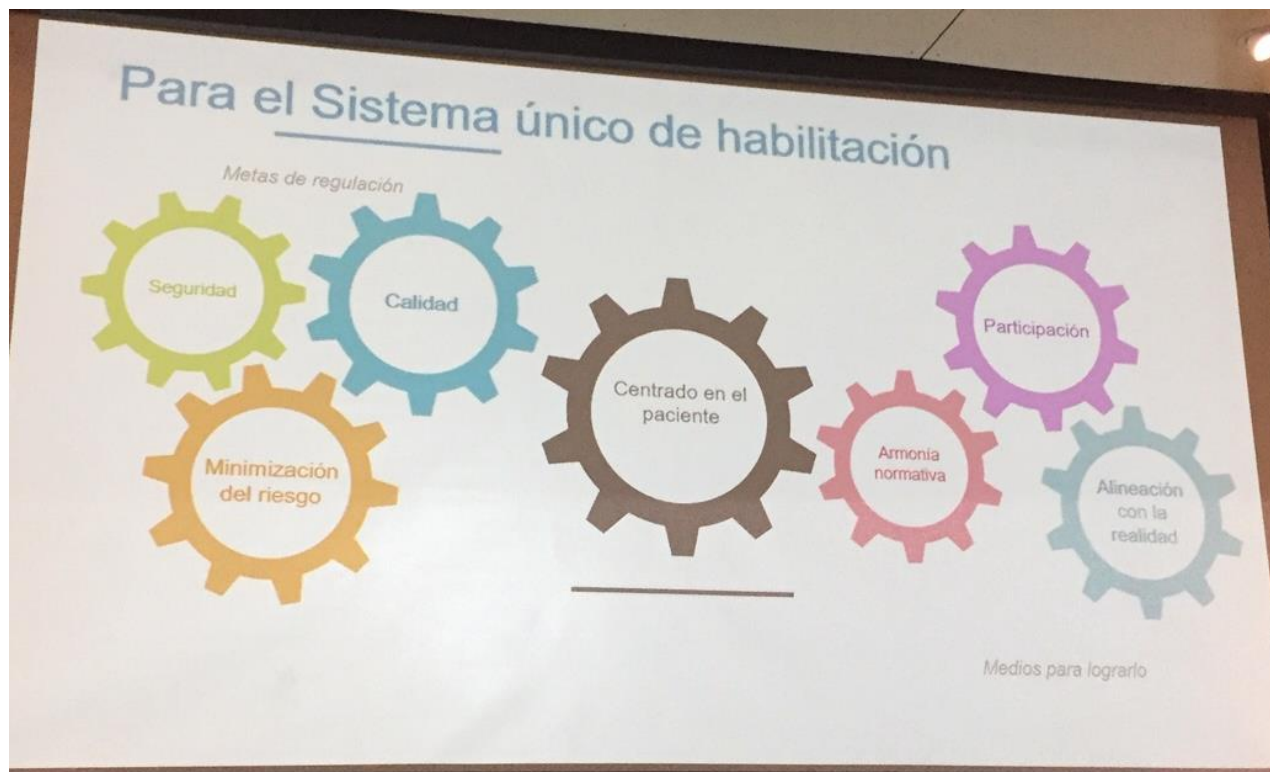 Para el Sistema único de habilitación
Metas de regulación
Seguridad
Calidad
Minimización
del riesgo
Centrado en el
paciente
Participación
Armonía
normativa
Alineación
con la
realidad
Medios para lograrlo